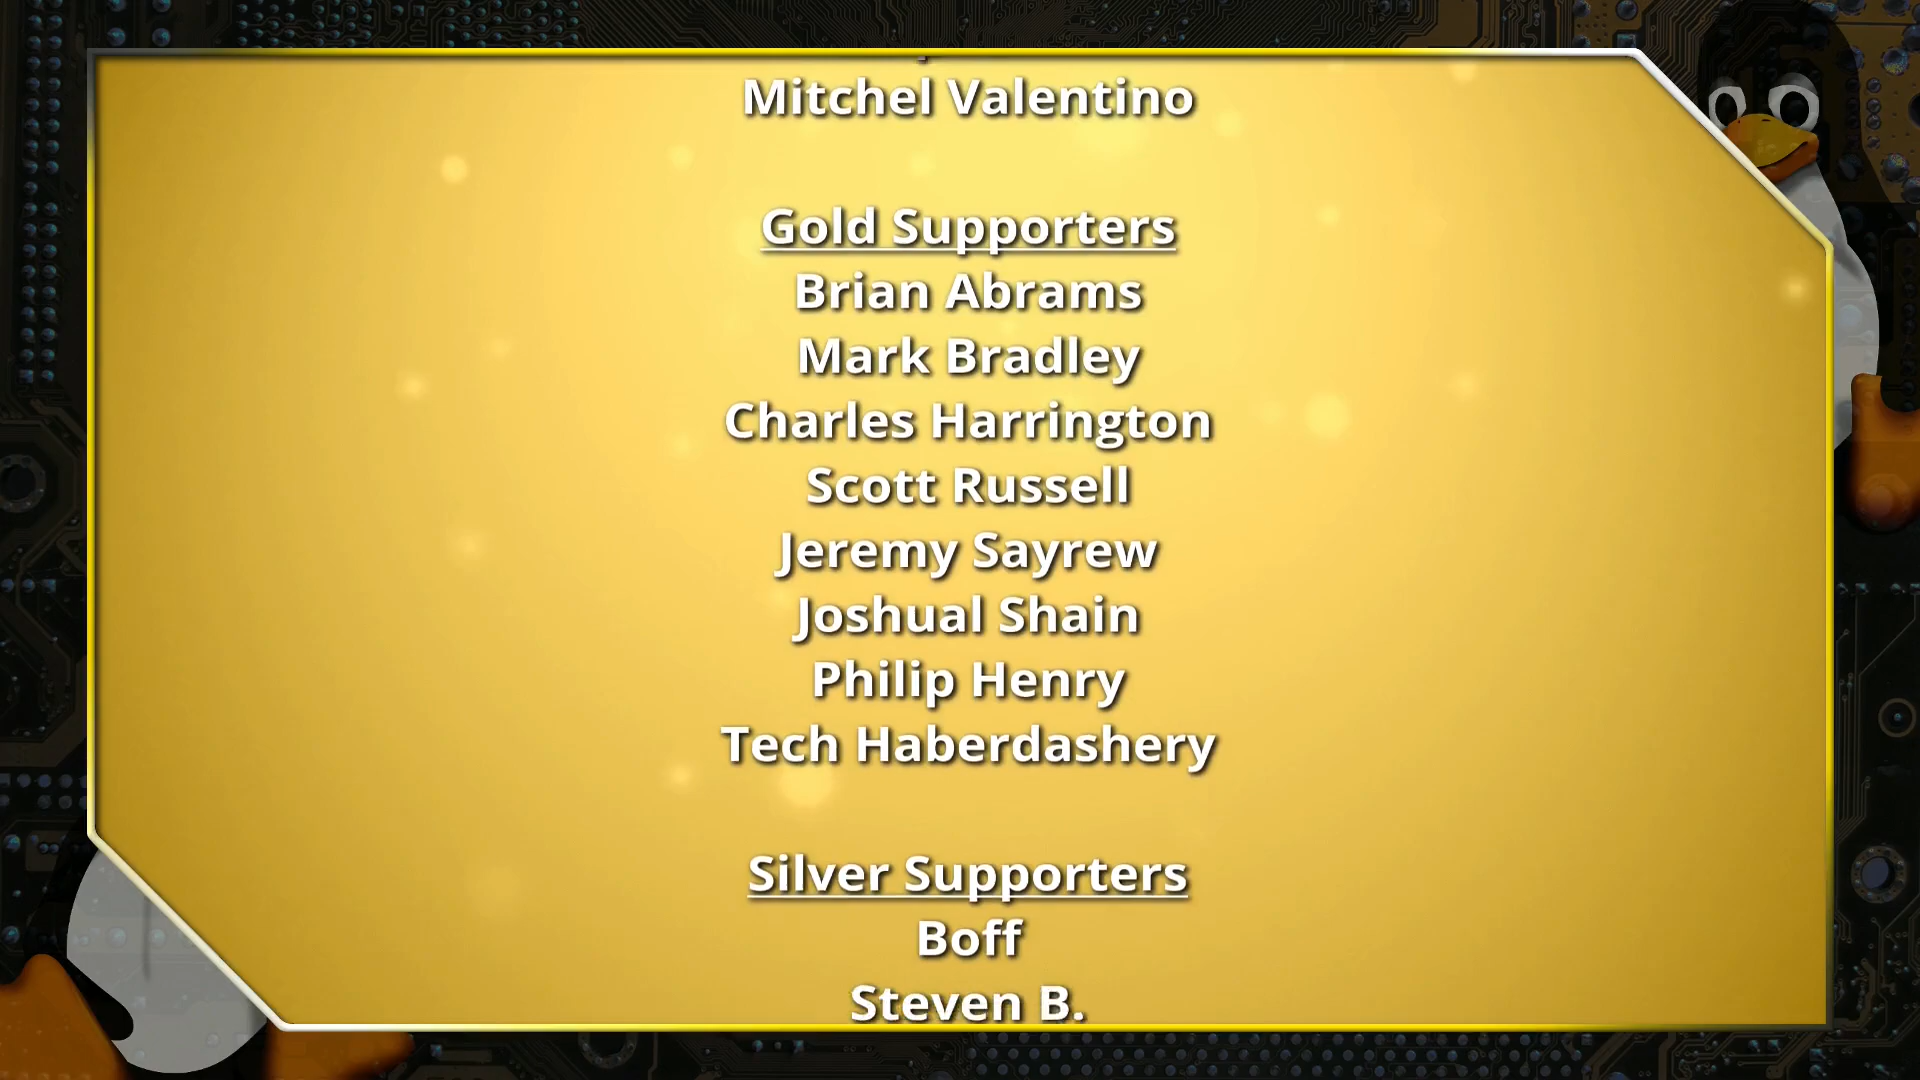 Mitchel Valentino
Gold Supporters
Brian Abrams
Mark Bradley
Charles Harrington
Scott Russell
Jeremy Sayrew
Joshual Shain
Philip Henry
Tech Haberdashery
Silver Supporters
Boff
Steven B.